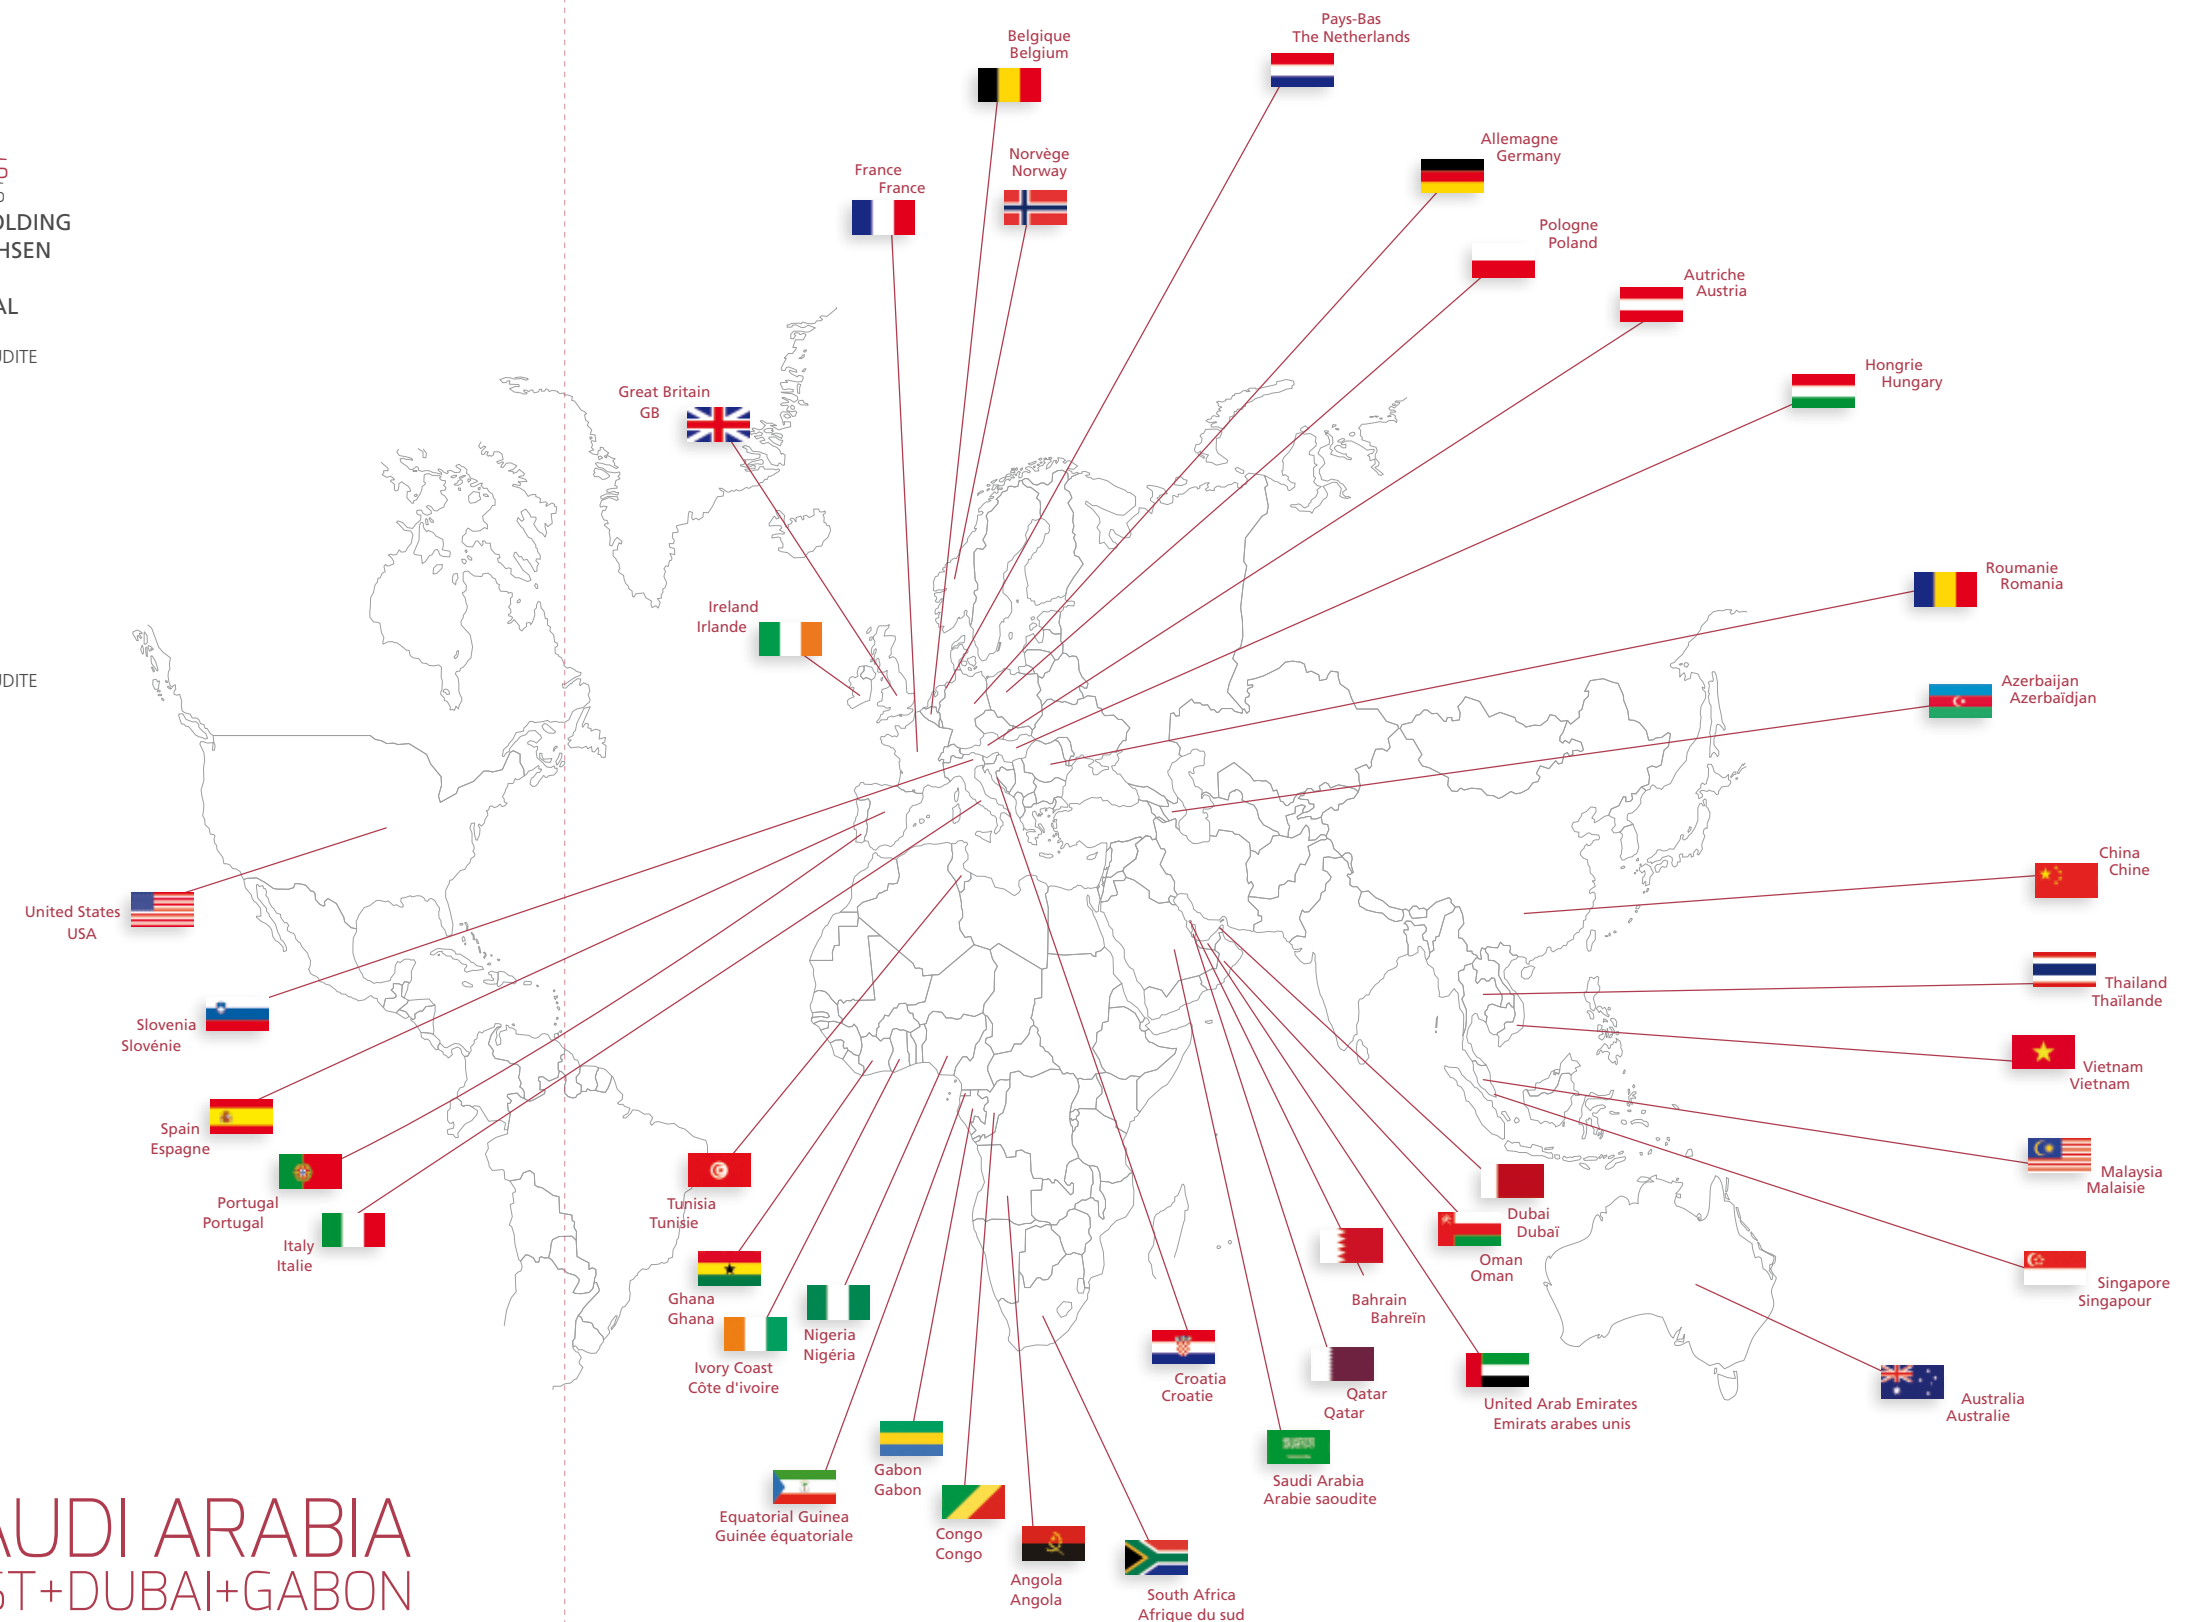 OLDING
HSEN
AL
UDITE
UDITE
Belgique
Belgium
Pays-Bas
The Netherlands
France
France
Norvège
Norway
Allemagne
Germany
Pologne
Poland
Autriche
Austria
Hongrie
Hungary
Great Britain
GB
Ireland
Irlande
Roumanie
Romania
Azerbaijan
Azerbaïdjan
China
Chine
Thailand
Thaïlande
Vietnam
Vietnam
Malaysia
Malaisie
Singapore
Singapour
Australia
Australie
United States
USA
Slovenia
Slovénie
Spain
Espagne
Portugal
Portugal
Italy
Italie
Tunisia
Tunisie
Ghana
Ghana
Ivory Coast
Côte d'ivoire
Nigeria
Nigéria
Equatorial Guinea
Guinée équatoriale
Gabon
Gabon
Congo
Congo
Angola
Angola
South Africa
Afrique du sud
Croatia
Croatie
Saudi Arabia
Arabie saoudite
Qatar
Qatar
Bahrain
Bahreïn
United Arab Emirates
Emirats arabes unis
Oman
Oman
Dubai
Dubaï
AUDI ARABIA
ST+DUBAI+GABON